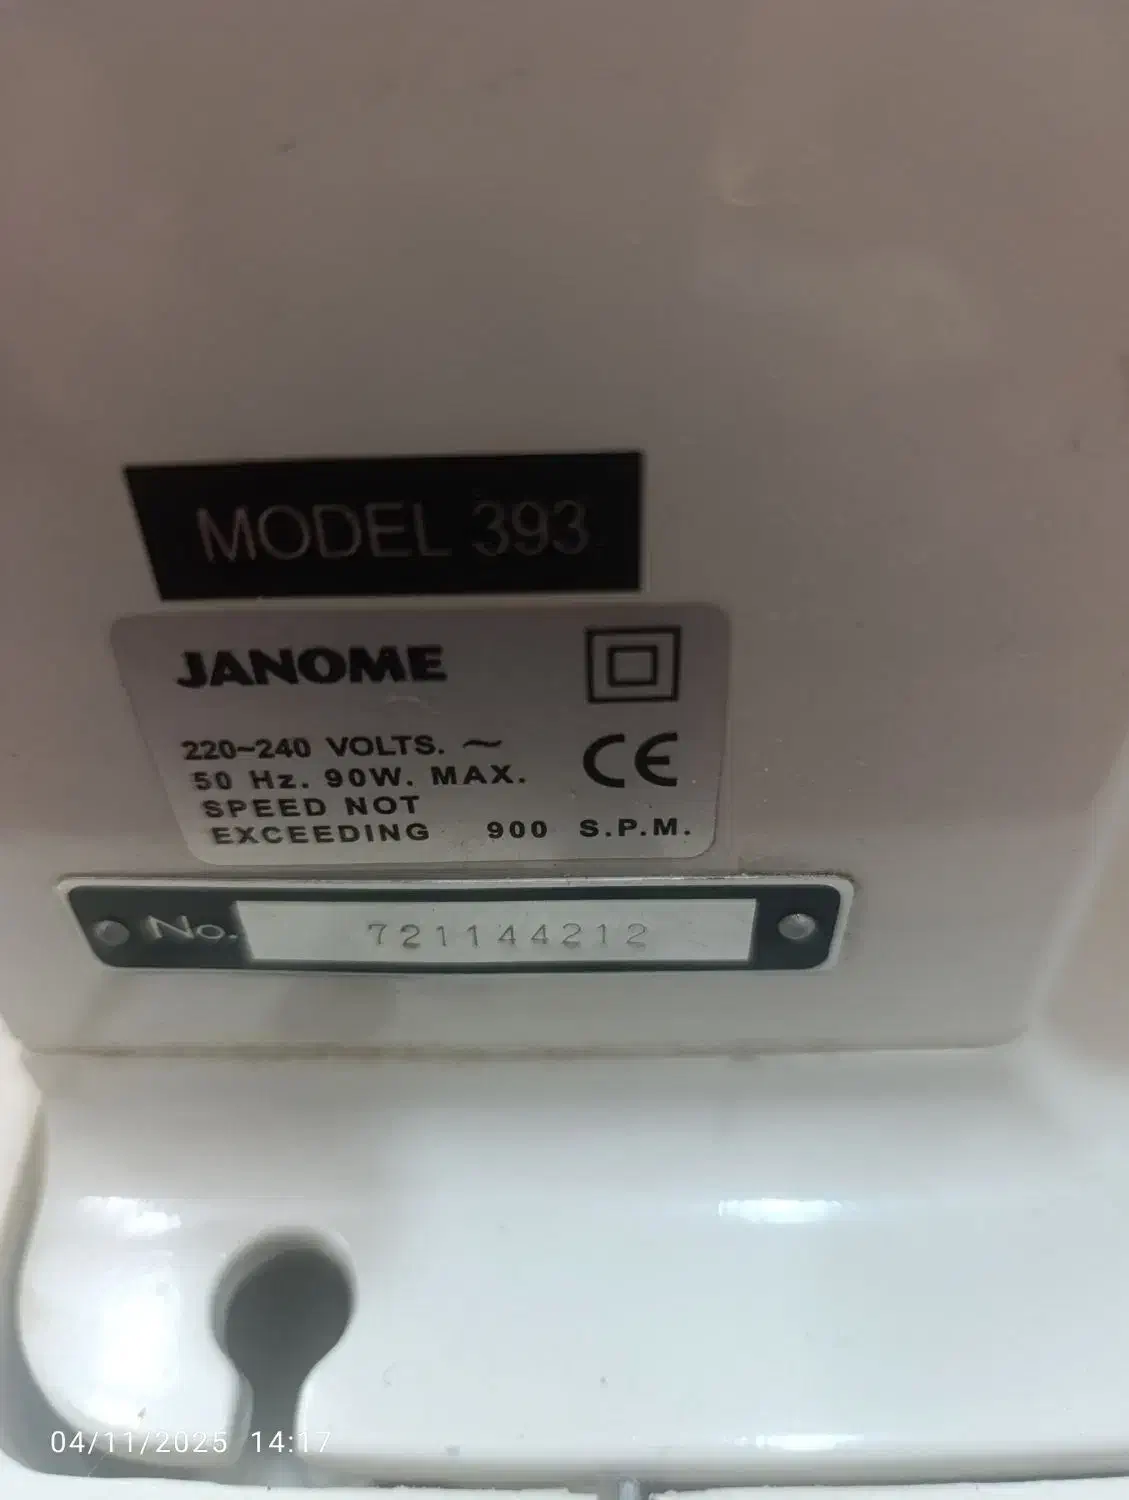 MODEL 393
JANOME
220~240 VOLTS. ~
50 Hz. 90W. MAX.
SPEED NOT
EXCEEDING 900 S.P.M.
CE
No. 721144212
04/11/2025 14:17